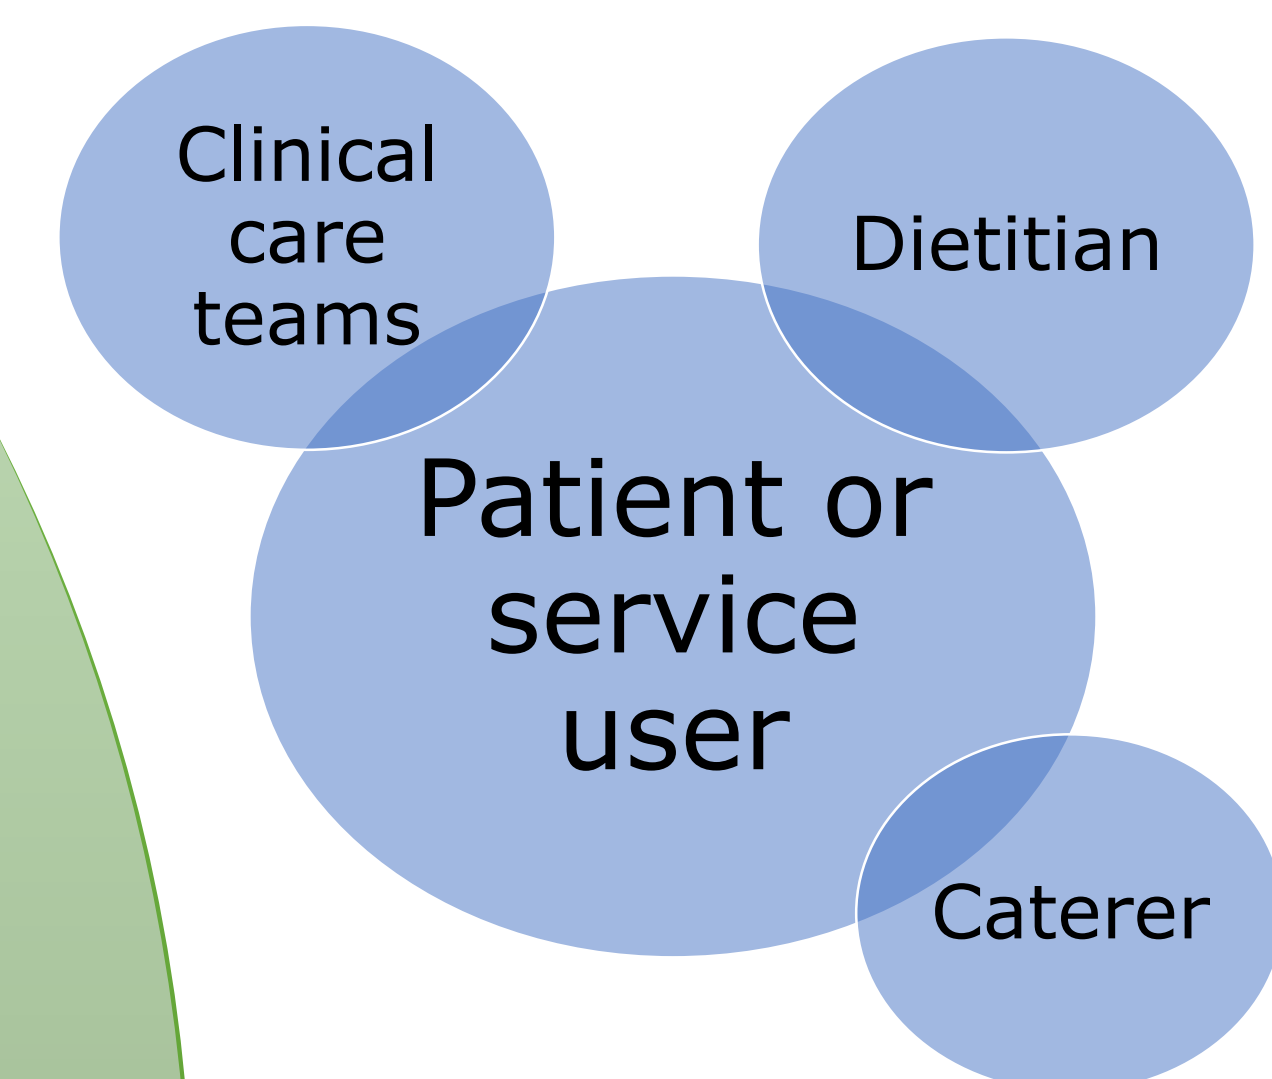 Clinical
care
teams
Dietitian
Patient or
service
user
Caterer